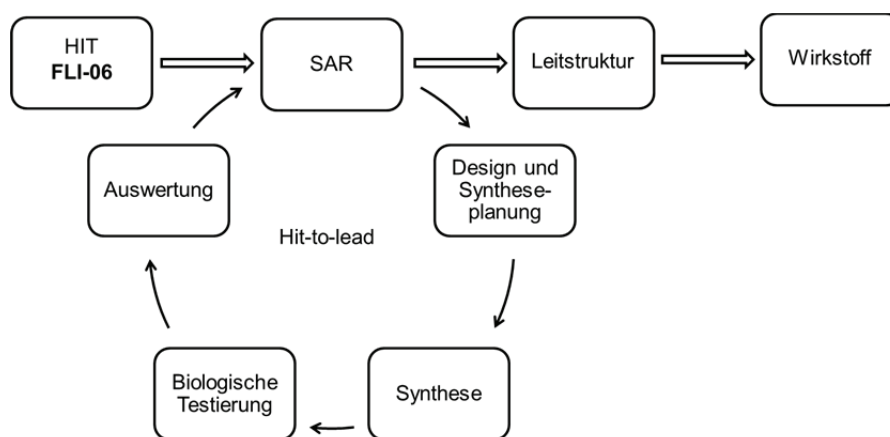 HIT
FLI-06
SAR
Leitstruktur
Wirkstoff
Auswertung
Design und
Synthese-
planung
Hit-to-lead
Biologische
Testierung
Synthese